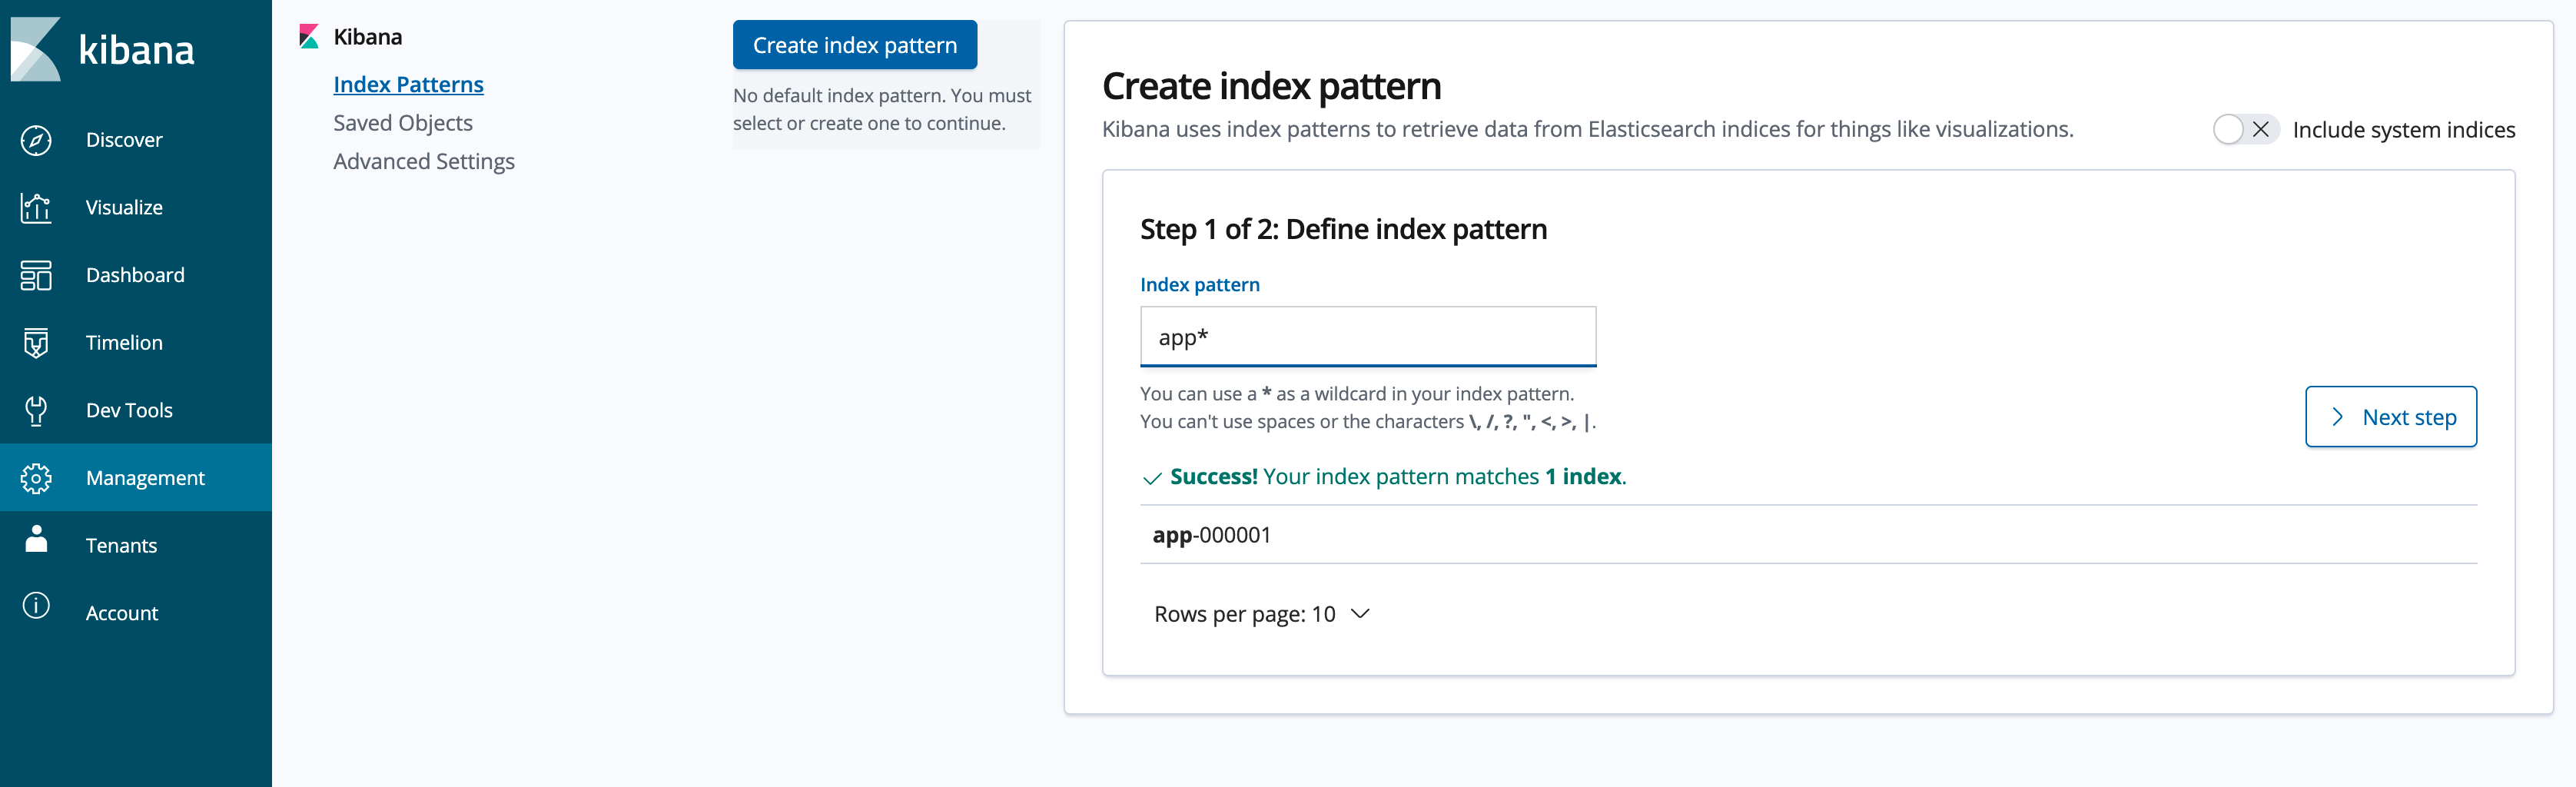 kibana
Discover
Visualize
Dashboard
Timelion
Dev Tools
Management
Tenants
Account
Kibana
Index Patterns
Saved Objects
Advanced Settings
Create index pattern
No default index pattern. You must
select or create one to continue.
Create index pattern
Kibana uses index patterns to retrieve data from Elasticsearch indices for things like visualizations.
Include system indices
Step 1 of 2: Define index pattern
Index pattern
app*
You can use a * as a wildcard in your index pattern.
You can't use spaces or the characters \, /, ?, ", <, >, |.
Next step
Success! Your index pattern matches 1 index.
app-000001
Rows per page: 10